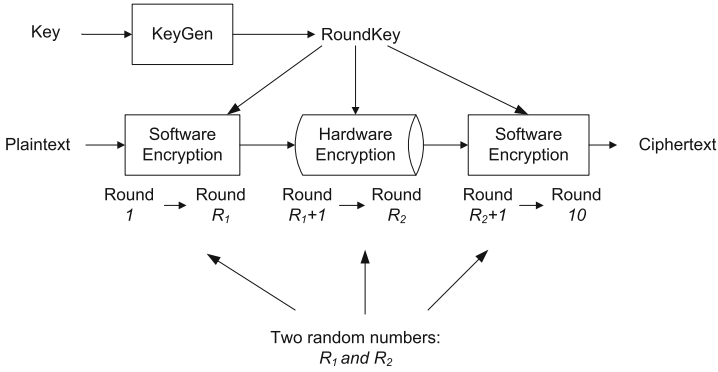 Key
KeyGen
RoundKey
Plaintext
Software
Encryption
Hardware
Encryption
Software
Encryption
Ciphertext
Round
1
Round
R1
Round
R1+1
Round
R2
Round
R2+1
Round
10
Two random numbers:
R1 and R2